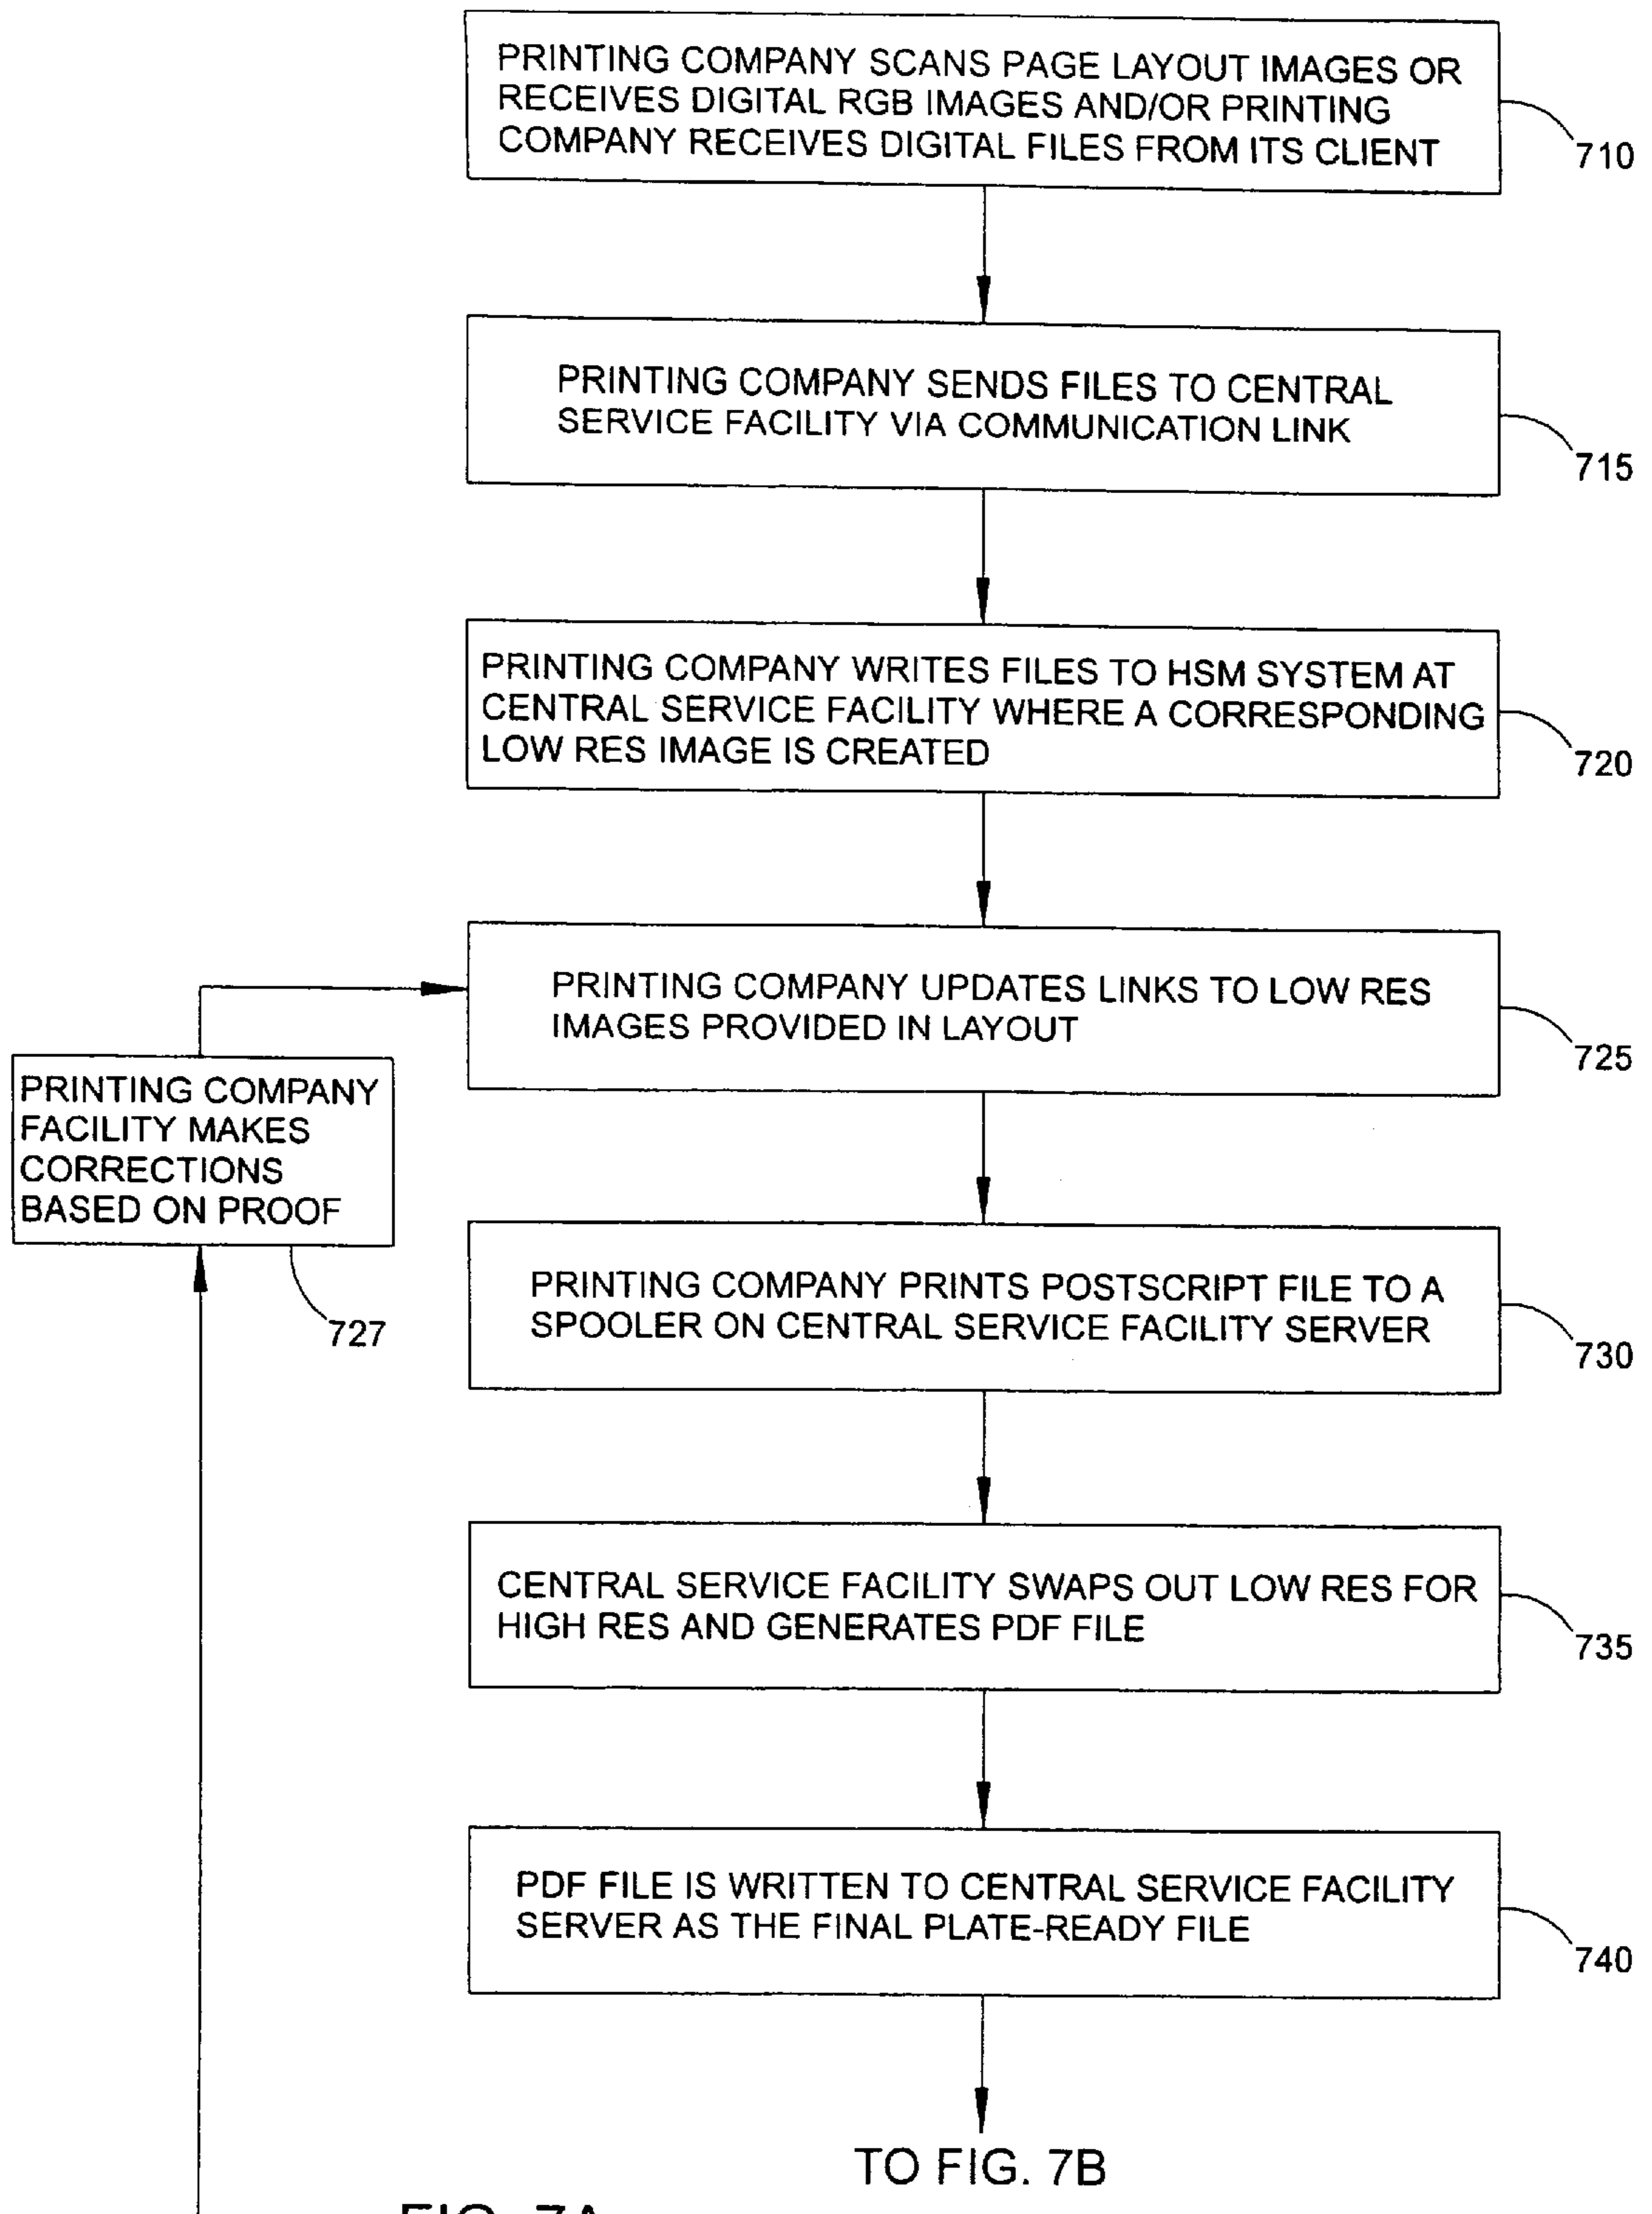 PRINTING COMPANY SCANS PAGE LAYOUT IMAGES OR
RECEIVES DIGITAL RGB IMAGES AND/OR PRINTING
COMPANY RECEIVES DIGITAL FILES FROM ITS CLIENT
710
PRINTING COMPANY SENDS FILES TO CENTRAL
SERVICE FACILITY VIA COMMUNICATION LINK
715
PRINTING COMPANY WRITES FILES TO HSM SYSTEM AT
CENTRAL SERVICE FACILITY WHERE A CORRESPONDING
LOW RES IMAGE IS CREATED
720
PRINTING COMPANY UPDATES LINKS TO LOW RES
IMAGES PROVIDED IN LAYOUT
725
PRINTING COMPANY
FACILITY MAKES
CORRECTIONS
BASED ON PROOF
727
PRINTING COMPANY PRINTS POSTSCRIPT FILE TO A
SPOOLER ON CENTRAL SERVICE FACILITY SERVER
730
CENTRAL SERVICE FACILITY SWAPS OUT LOW RES FOR
HIGH RES AND GENERATES PDF FILE
735
PDF FILE IS WRITTEN TO CENTRAL SERVICE FACILITY
SERVER AS THE FINAL PLATE-READY FILE
740
TO FIG. 7B